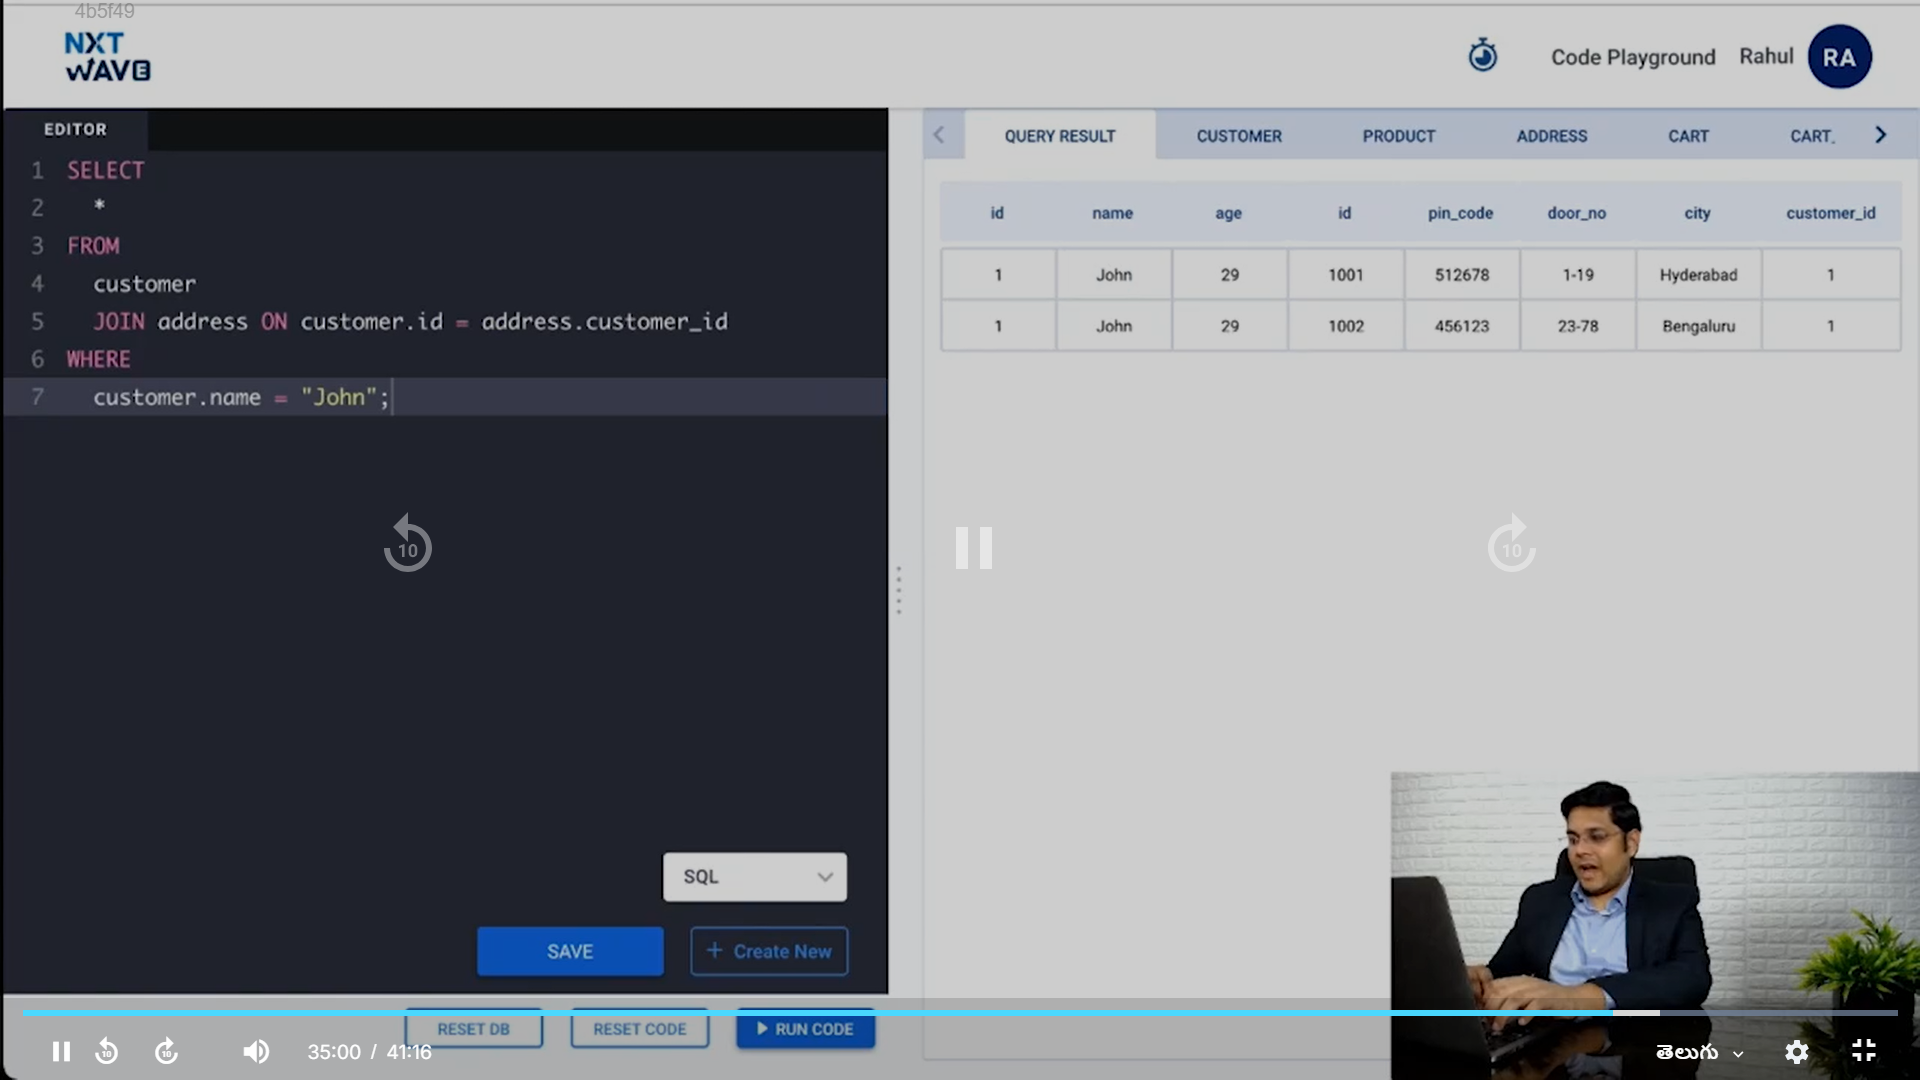 4b5f49
NXT
WAVE
Code Playground
Rahul
RA
EDITOR
1 SELECT
2 *
3 FROM
4 customer
5 JOIN address ON customer.id = address.customer_id
6 WHERE
7 customer.name = "John";
SQL
SAVE
+ Create New
RESET DB
RESET CODE
RUN CODE
QUERY RESULT
CUSTOMER
PRODUCT
ADDRESS
CART
CART_
id name age id pin_code door_no city customer_id
1 John 29 1001 512678 1-19 Hyderabad 1
1 John 29 1002 456123 23-78 Bengaluru 1
10
10
10
10
35:00 / 41:16
తెలుగు